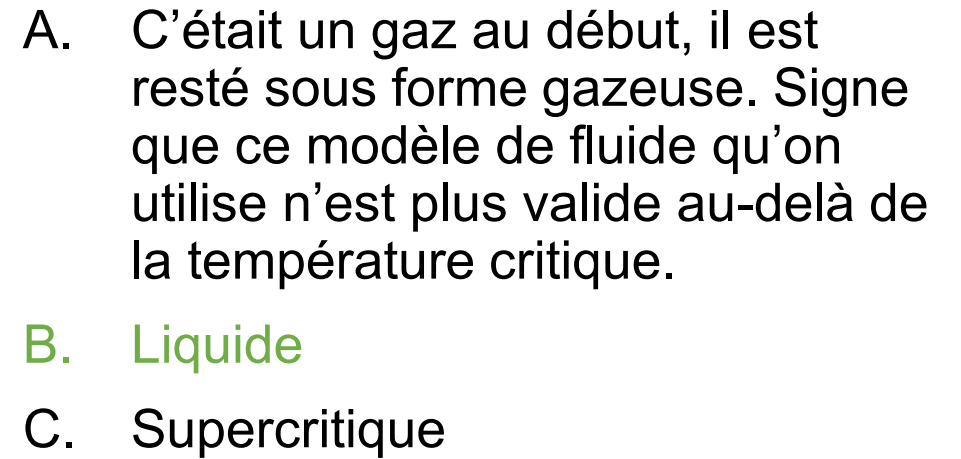 A. C’était un gaz au début, il est
resté sous forme gazeuse. Signe
que ce modèle de fluide qu’on
utilise n’est plus valide au-delà de
la température critique.
B. Liquide
C. Supercritique